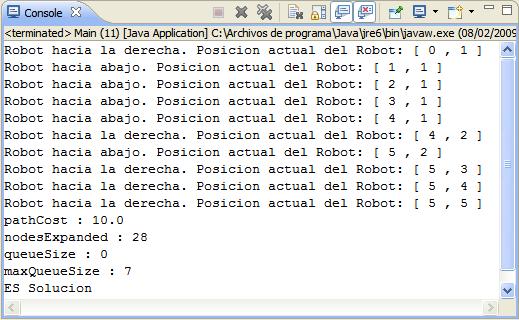 Console
<terminated> Main (11) [Java Application] C:\Archivos de programa\Java\jre6\bin\javaw.exe (08/02/2009
Robot hacia la derecha. Posicion actual del Robot: [ 0 , 1 ]
Robot hacia abajo. Posicion actual del Robot: [ 1 , 1 ]
Robot hacia abajo. Posicion actual del Robot: [ 2 , 1 ]
Robot hacia abajo. Posicion actual del Robot: [ 3 , 1 ]
Robot hacia abajo. Posicion actual del Robot: [ 4 , 1 ]
Robot hacia la derecha. Posicion actual del Robot: [ 4 , 2 ]
Robot hacia abajo. Posicion actual del Robot: [ 5 , 2 ]
Robot hacia la derecha. Posicion actual del Robot: [ 5 , 3 ]
Robot hacia la derecha. Posicion actual del Robot: [ 5 , 4 ]
Robot hacia la derecha. Posicion actual del Robot: [ 5 , 5 ]
pathCost : 10.0
nodesExpanded : 28
queueSize : 0
maxQueueSize : 7
ES Solucion